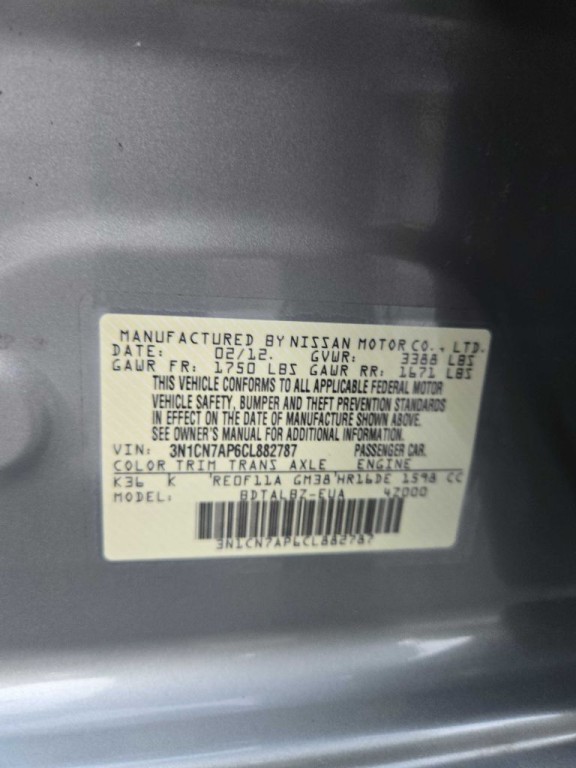 MANUFACTURED BY NISSAN MOTOR CO., LTD.
DATE: 02/12. GVWR: 3388 LBS
GAWR FR: 1750 LBS GAWR RR: 1671 LBS
THIS VEHICLE CONFORMS TO ALL APPLICABLE FEDERAL MOTOR
VEHICLE SAFETY, BUMPER AND THEFT PREVENTION STANDARDS
IN EFFECT ON THE DATE OF MANUFACTURE SHOWN ABOVE.
SEE OWNER'S MANUAL FOR ADDITIONAL INFORMATION
VIN: 3N1CN7AP6CL882787 PASSENGER CAR.
COLOR TRIM TRANS AXLE ENGINE
K36 K RE0F11A GM38 HR16DE 1598 CC
MODEL: BDTALBZ-EUA 4Z000
3N1CN7AP6CL882787